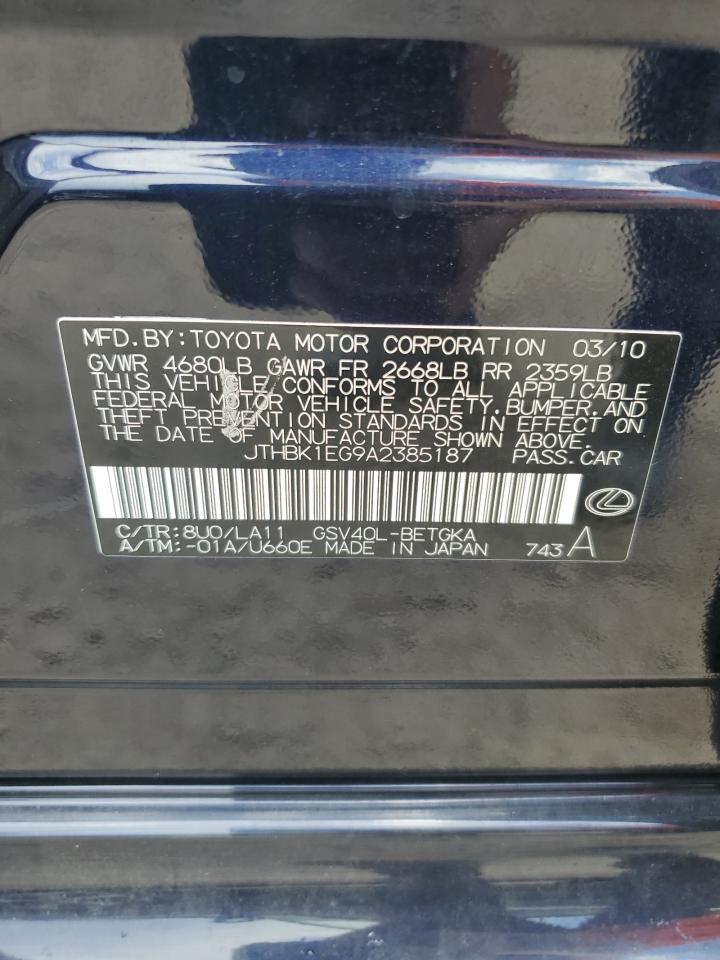 MFD.BY:TOYOTA MOTOR CORPORATION 03/10
GVWR 4680LB GAWR FR 2668LB RR 2359LB
THIS VEHICLE CONFORMS TO ALL APPLICABLE
FEDERAL MOTOR VEHICLE SAFETY,BUMPER,AND
THEFT PREVENTION STANDARDS IN EFFECT ON
THE DATE OF MANUFACTURE SHOWN ABOVE.
JTHBK1EG9A2385187 PASS.CAR
C/TR:8U0/LA11 GSV40L-BETGKA
A/TM:-01A/U660E MADE IN JAPAN 743 A